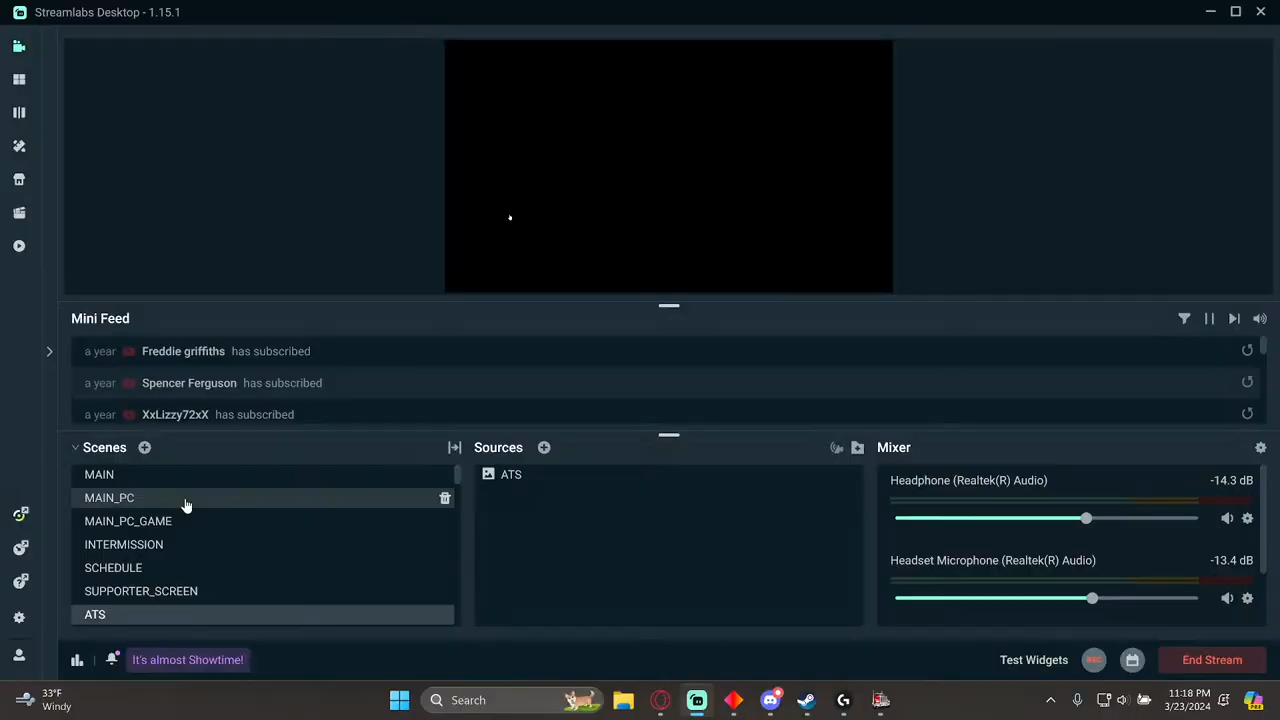 Streamlabs Desktop - 1.15.1
Mini Feed
a year Freddie griffiths has subscribed
a year Spencer Ferguson has subscribed
a year XxLizzy72xX has subscribed
Scenes
MAIN
MAIN_PC
MAIN_PC_GAME
INTERMISSION
SCHEDULE
SUPPORTER_SCREEN
ATS
Sources
ATS
Mixer
Headphone (Realtek(R) Audio) -14.3 dB
Headset Microphone (Realtek(R) Audio) -13.4 dB
It's almost Showtime!
Test Widgets
REC
End Stream
33°F
Windy
Search
11:18 PM
3/23/2024